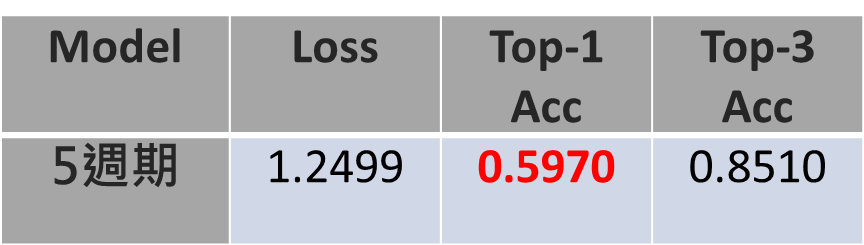 Model Loss Top-1 Top-3
Acc Acc
5週期 1.2499 0.5970 0.8510